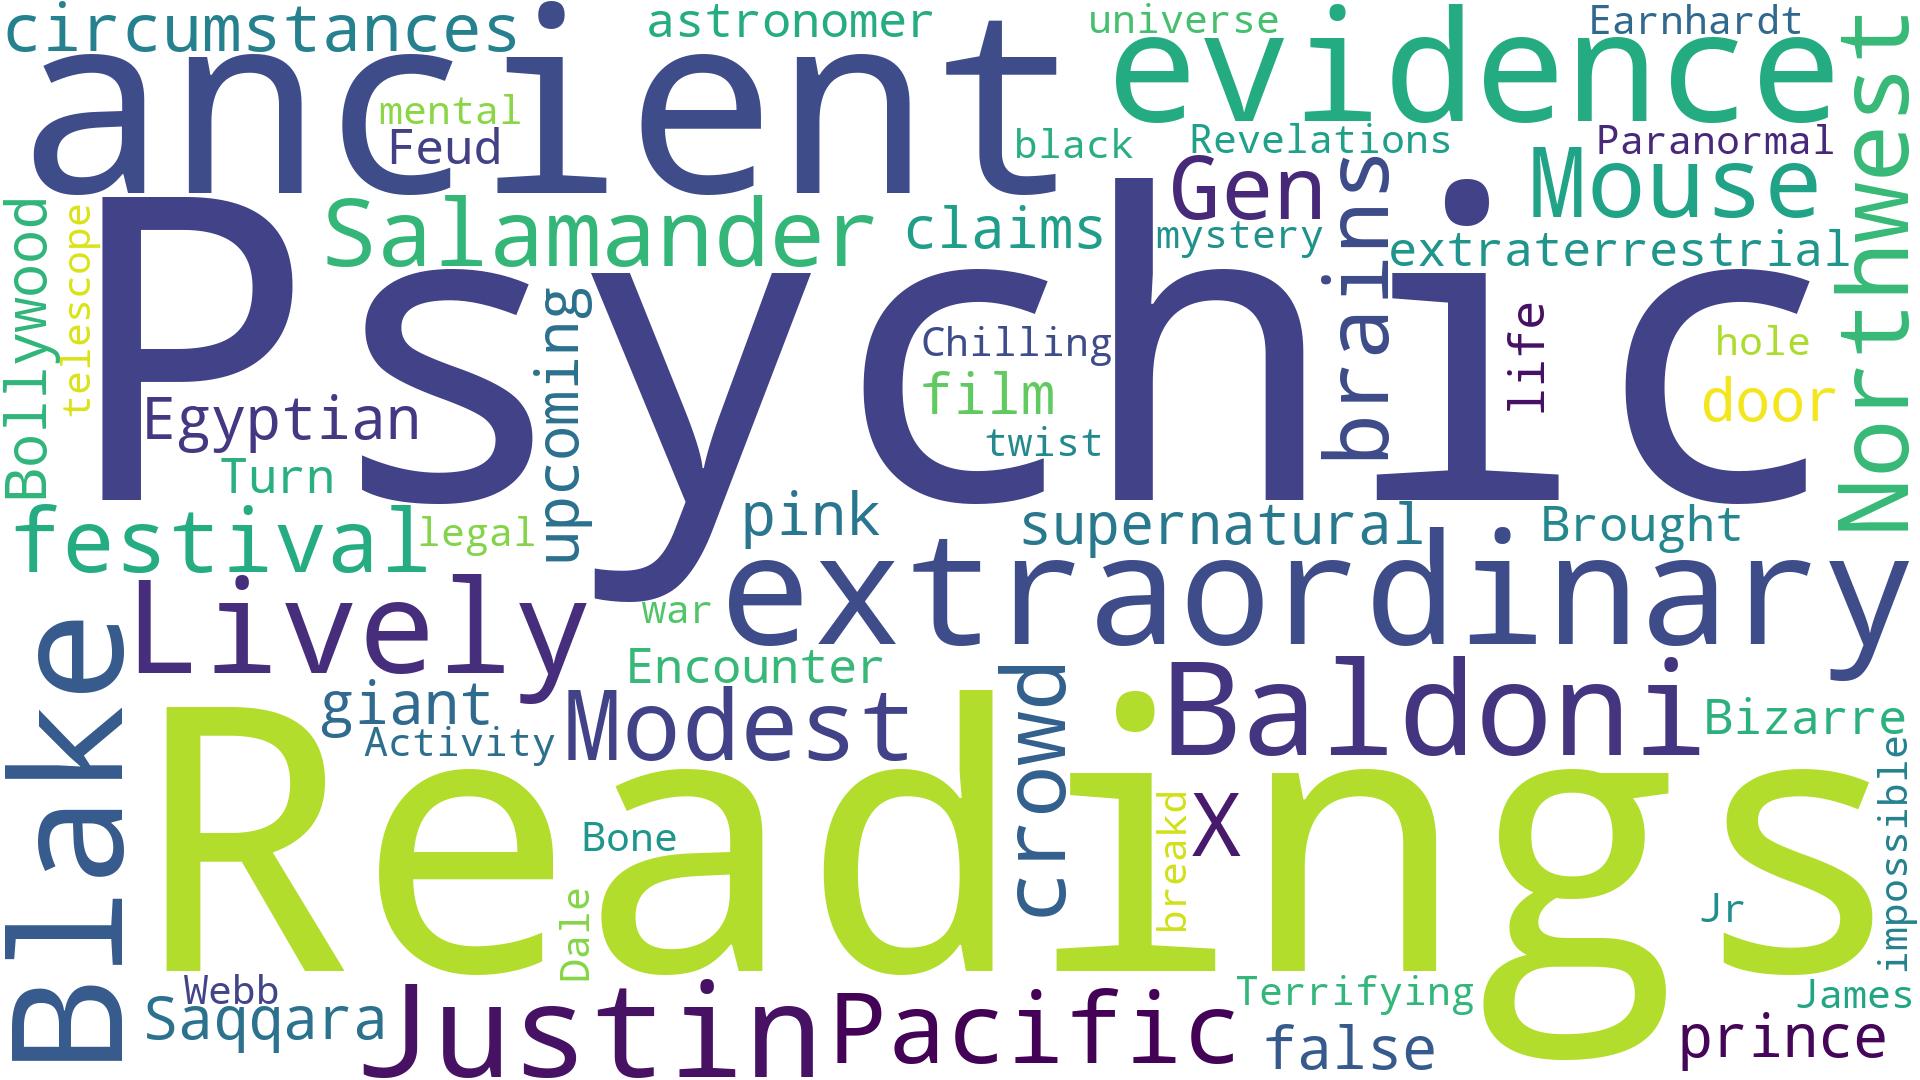 circumstances
astronomer
universe
Earnhardt
ancient
evidence
Northwest
mental
Feud
black
Revelations
Paranormal
Gen
Mouse
brains
Bollywood
telescope
Psychic
Salamander
claims
mystery
extraterrestrial
upcoming
Chilling
life
hole
film
door
Egyptian
twist
Turn
festival
legal
pink
supernatural
Brought
extraordinary
Lively
war
Blake
Encounter
crowd
Baldoni
giant
Modest
Bizarre
Activity
Readings
impossible
breakd
X
Bone
Dale
Jr
Webb
Saqqara
Justin
Pacific
Terrifying
James
false
prince